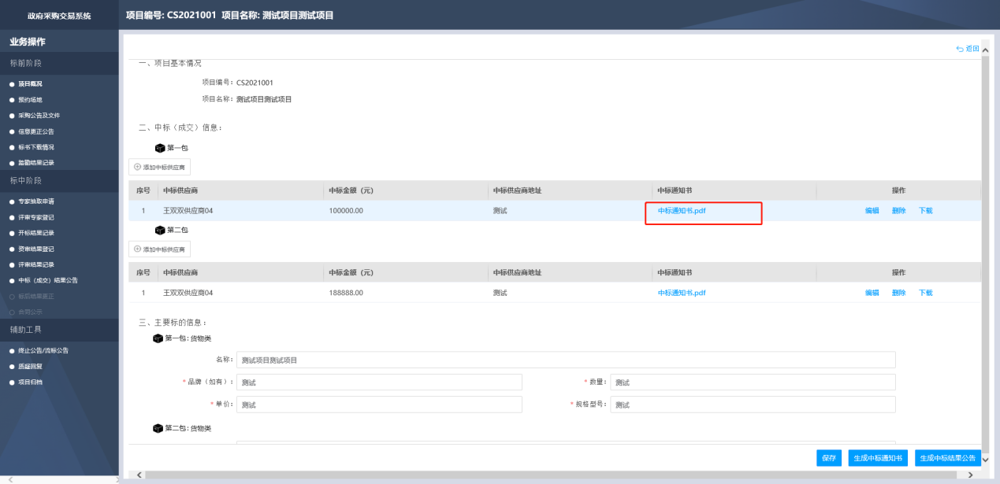 政府采购交易系统
项目编号: CS2021001 项目名称: 测试项目测试项目
业务操作
标前阶段
项目概况
预约场地
采购公告及文件
信息更正公告
标书下载情况
踏勘结果记录
标中阶段
专家抽取申请
评审专家登记
开标结果记录
资审结果登记
评审结果记录
中标（成交）结果公告
标后结果更正
合同公示
辅助工具
终止公告/流标公告
质疑回复
项目归档
返回
一、项目基本情况
项目编号: CS2021001
项目名称: 测试项目测试项目
二、中标（成交）信息:
第一包
添加中标供应商
序号 中标供应商 中标金额（元） 中标供应商地址 中标通知书 操作
1 王双双供应商04 100000.00 测试 中标通知书.pdf 编辑 删除 下载
第二包
添加中标供应商
序号 中标供应商 中标金额（元） 中标供应商地址 中标通知书 操作
1 王双双供应商04 188888.00 测试 中标通知书.pdf 编辑 删除 下载
三、主要标的信息:
第一包: 货物类
名称: 测试项目测试项目
* 品牌（如有）: 测试 * 数量: 测试
* 单价: 测试 * 规格型号: 测试
第二包: 货物类
保存 生成中标通知书 生成中标结果公告